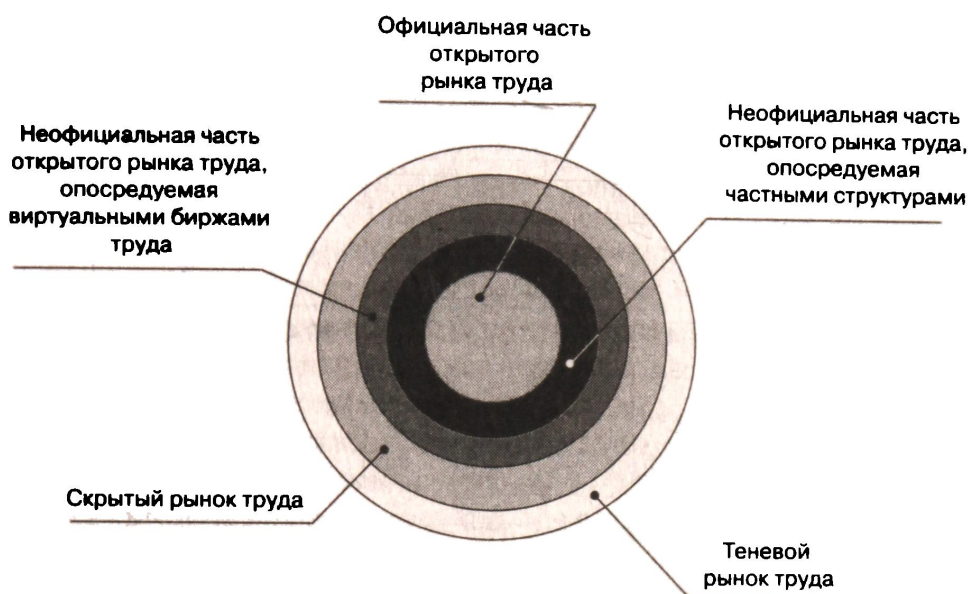 Официальная часть
открытого
рынка труда
Неофициальная часть
открытого рынка труда,
опосредуемая
виртуальными биржами
труда
Неофициальная часть
открытого рынка труда,
опосредуемая
частными структурами
Скрытый рынок труда
Теневой
рынок труда